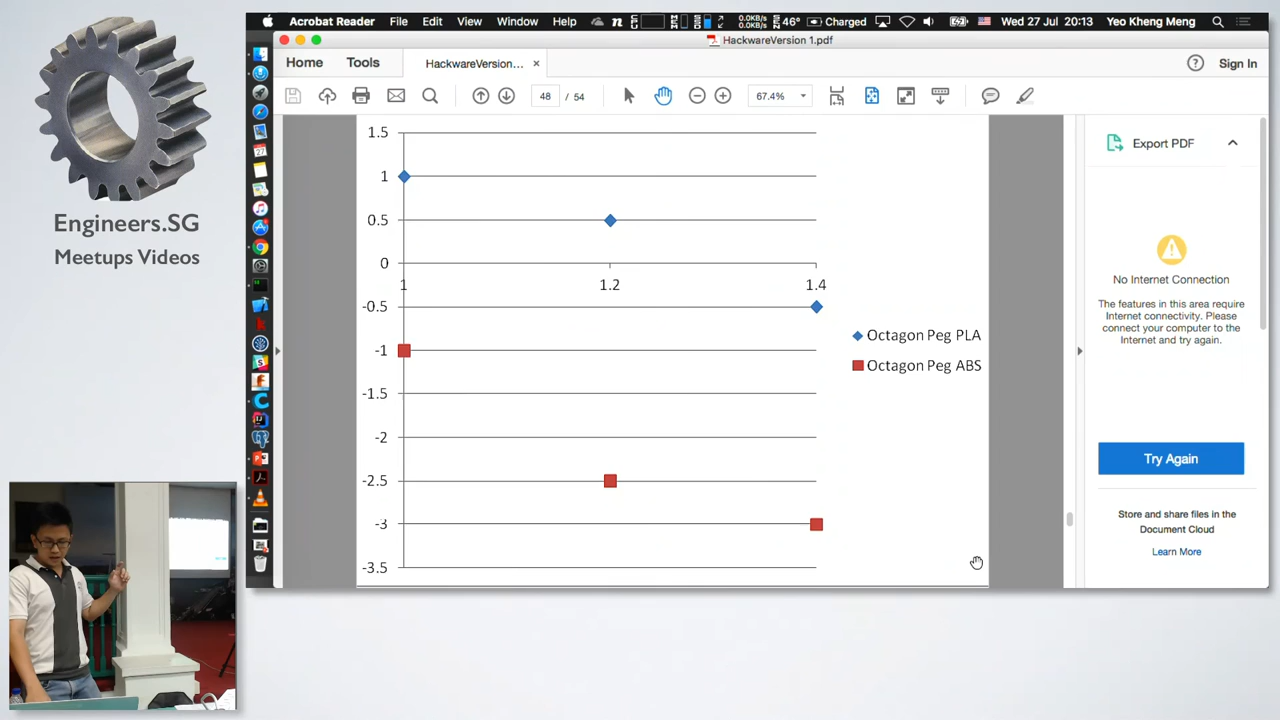 Acrobat Reader File Edit View Window Help 0.0KB/s 0.0KB/s 46° Charged Wed 27 Jul 20:13 Yeo Kheng Meng
HackwareVersion 1.pdf
Home Tools HackwareVersion... × Sign In
48 / 54 67.4%
Engineers.SG
Meetups Videos
1.5
1
0.5
0
1 1.2 1.4
-0.5
-1
-1.5
-2
-2.5
-3
-3.5
Octagon Peg PLA
Octagon Peg ABS
Export PDF
No Internet Connection
The features in this area require
Internet connectivity. Please
connect your computer to the
Internet and try again.
Try Again
Store and share files in the
Document Cloud
Learn More